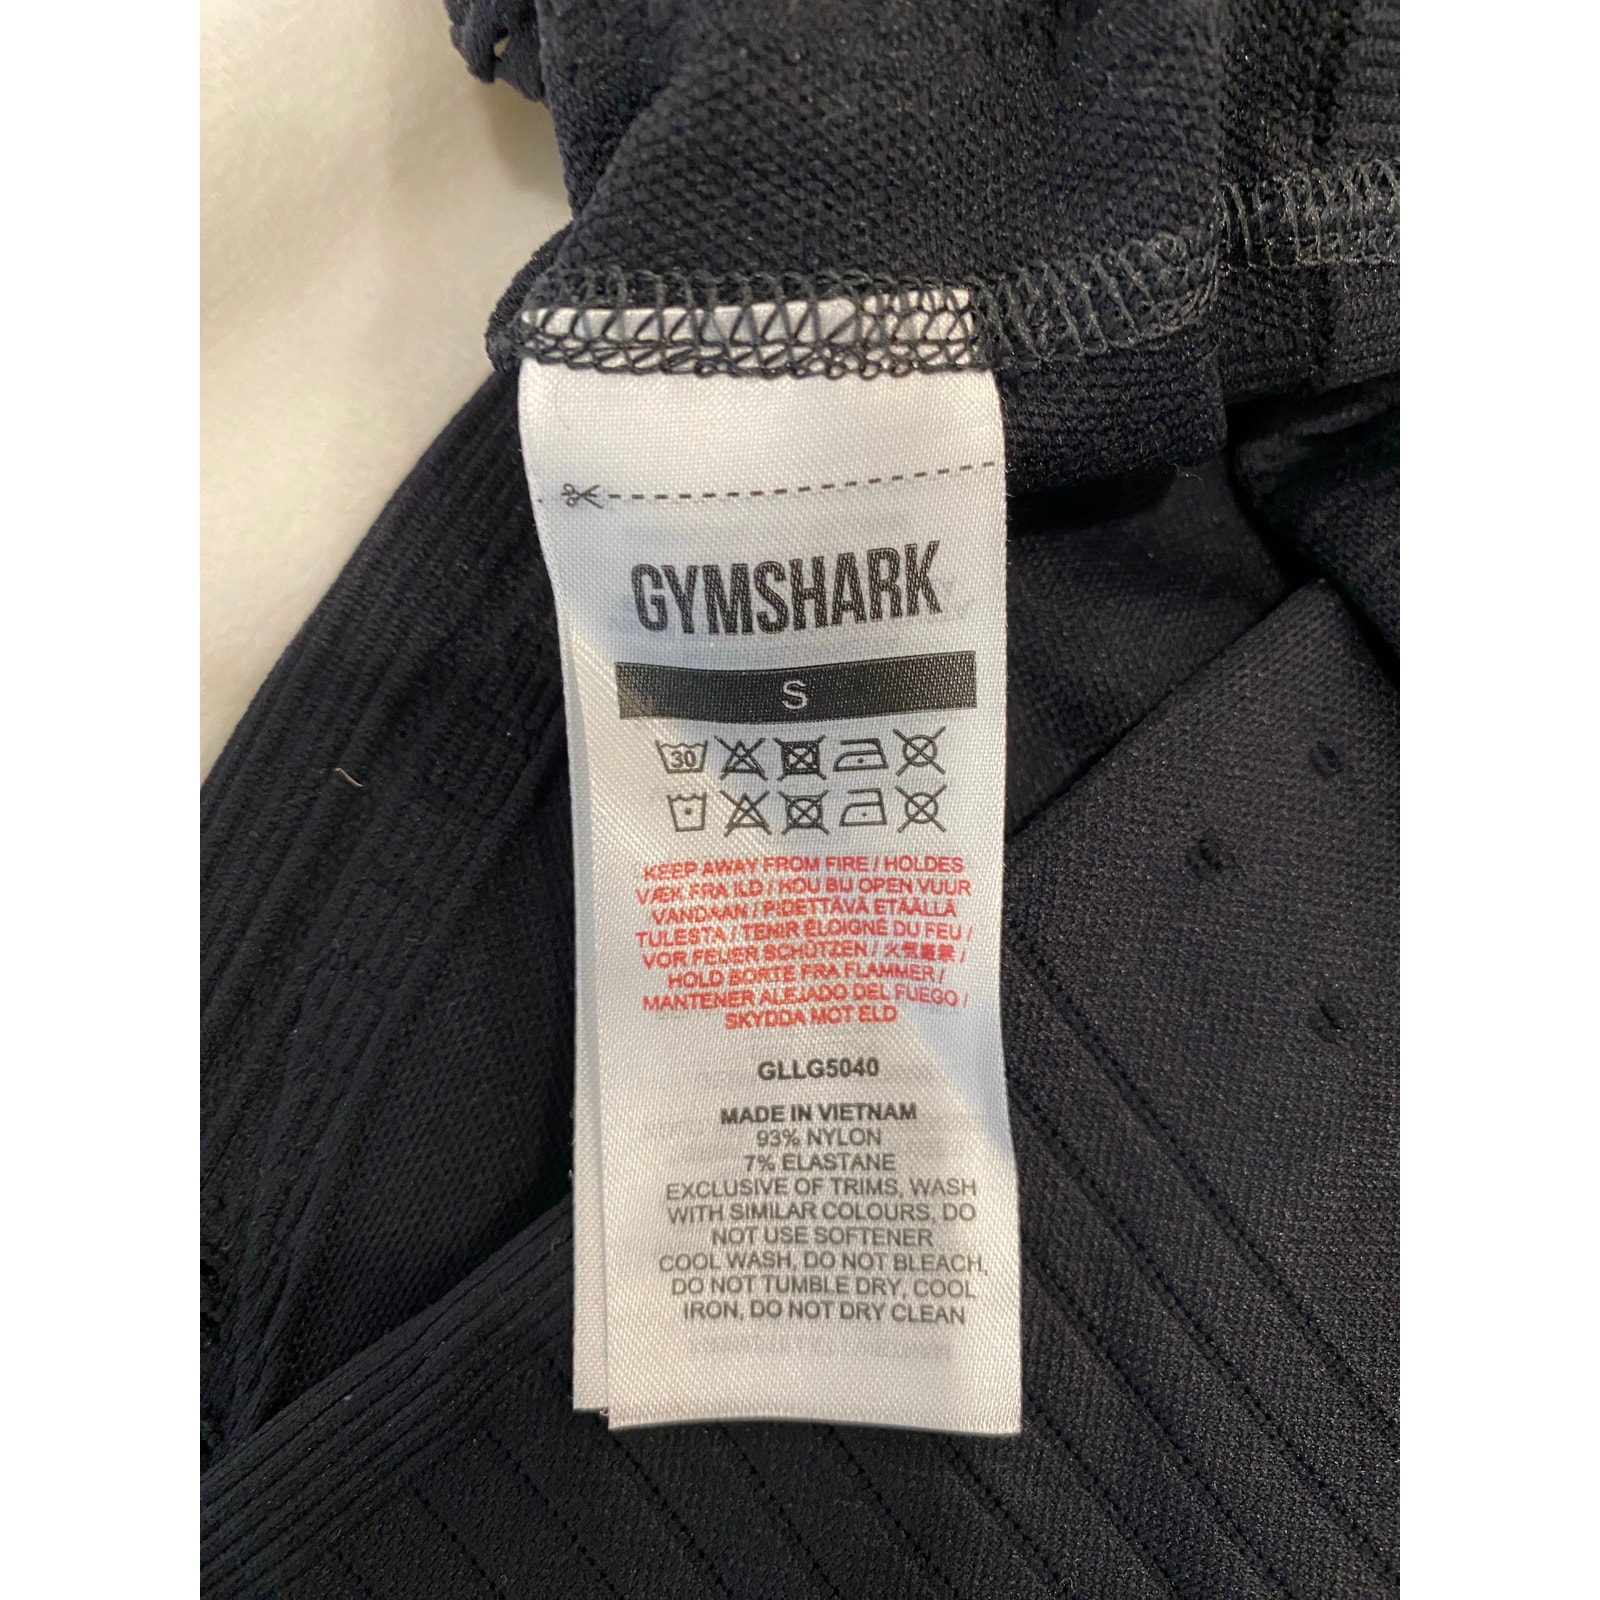 GYMSHARK
S
30
KEEP AWAY FROM FIRE / HOLDES
VÆK FRA ILD / HOU BIJ OPEN VUUR
VANDAAN / PIDETTÄVÄ ETÄÄLLÄ
TULESTA / TENIR ÉLOIGNÉ DU FEU /
VOR FEUER SCHÜTZEN / 火気厳禁 /
HOLD BORTE FRA FLAMMER /
MANTENER ALEJADO DEL FUEGO /
SKYDDA MOT ELD
GLLG5040
MADE IN VIETNAM
93% NYLON
7% ELASTANE
EXCLUSIVE OF TRIMS, WASH
WITH SIMILAR COLOURS, DO
NOT USE SOFTENER
COOL WASH, DO NOT BLEACH,
DO NOT TUMBLE DRY, COOL
IRON, DO NOT DRY CLEAN